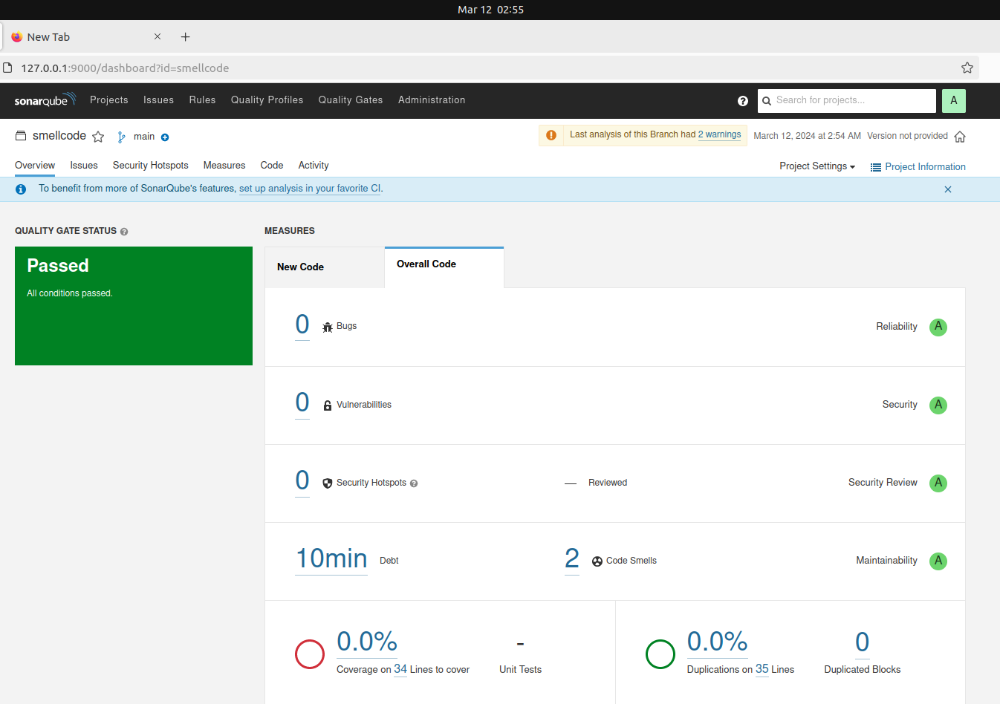 Mar 12 02:55
New Tab
127.0.0.1:9000/dashboard?id=smellcode
sonarqube Projects Issues Rules Quality Profiles Quality Gates Administration Search for projects... A
smellcode main Last analysis of this Branch had 2 warnings March 12, 2024 at 2:54 AM Version not provided
Overview Issues Security Hotspots Measures Code Activity Project Settings Project Information
To benefit from more of SonarQube's features, set up analysis in your favorite CI.
QUALITY GATE STATUS MEASURES
Passed
All conditions passed.
New Code Overall Code
0 Bugs Reliability A
0 Vulnerabilities Security A
0 Security Hotspots — Reviewed Security Review A
10min Debt 2 Code Smells Maintainability A
0.0% - 0.0% 0
Coverage on 34 Lines to cover Unit Tests Duplications on 35 Lines Duplicated Blocks